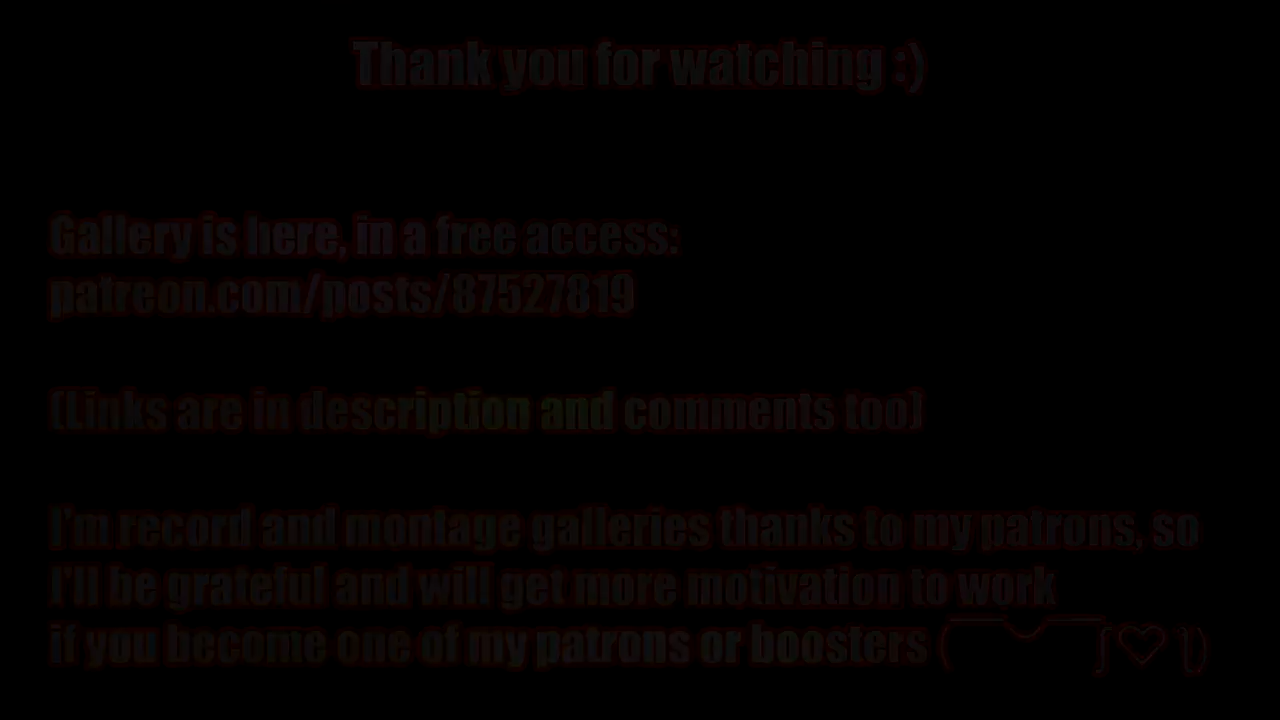 Thank you for watching :)
Gallery is here, in a free access:
patreon.com/posts/87527819
(Links are in description and comments too)
I'm record and montage galleries thanks to my patrons, so
I'll be grateful and will get more motivation to work
if you become one of my patrons or boosters (￣︶￣ʃ♡ƪ)